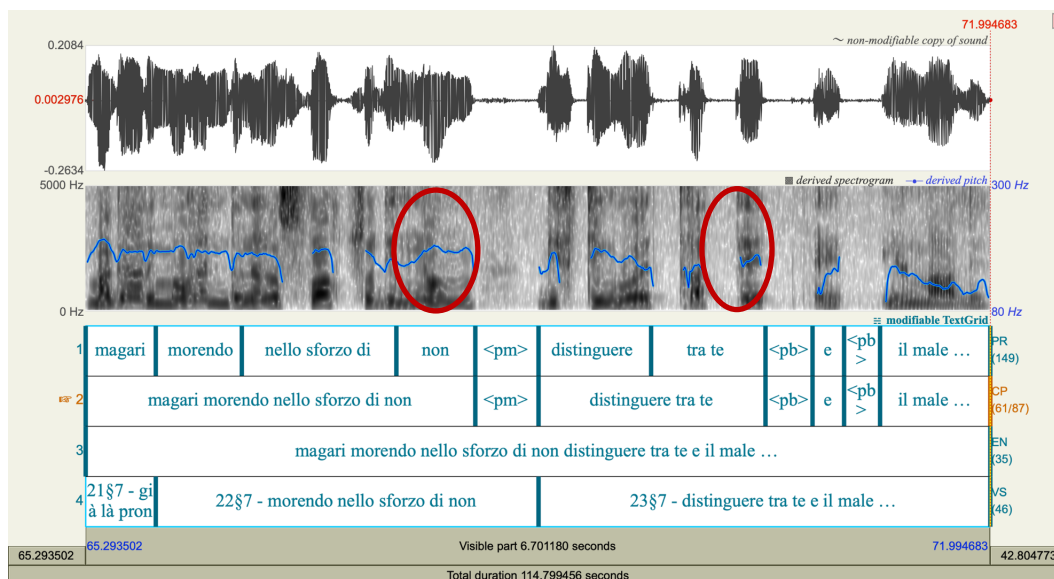 71.994683
~ non-modifiable copy of sound
0.2084
0.002976
-0.2634
5000 Hz
derived spectrogram
derived pitch
300 Hz
0 Hz
80 Hz
modifiable TextGrid
1 magari morendo nello sforzo di non <pm> distinguere tra te <pb> e <pb> il male … PR (149)
2 magari morendo nello sforzo di non <pm> distinguere tra te <pb> e <pb> il male … CP (61/87)
3 magari morendo nello sforzo di non distinguere tra te e il male … EN (35)
4 21§7 - gi à là pron 22§7 - morendo nello sforzo di non 23§7 - distinguere tra te e il male … VS (46)
65.293502 65.293502 Visible part 6.701180 seconds 71.994683 42.804773
Total duration 114.799456 seconds